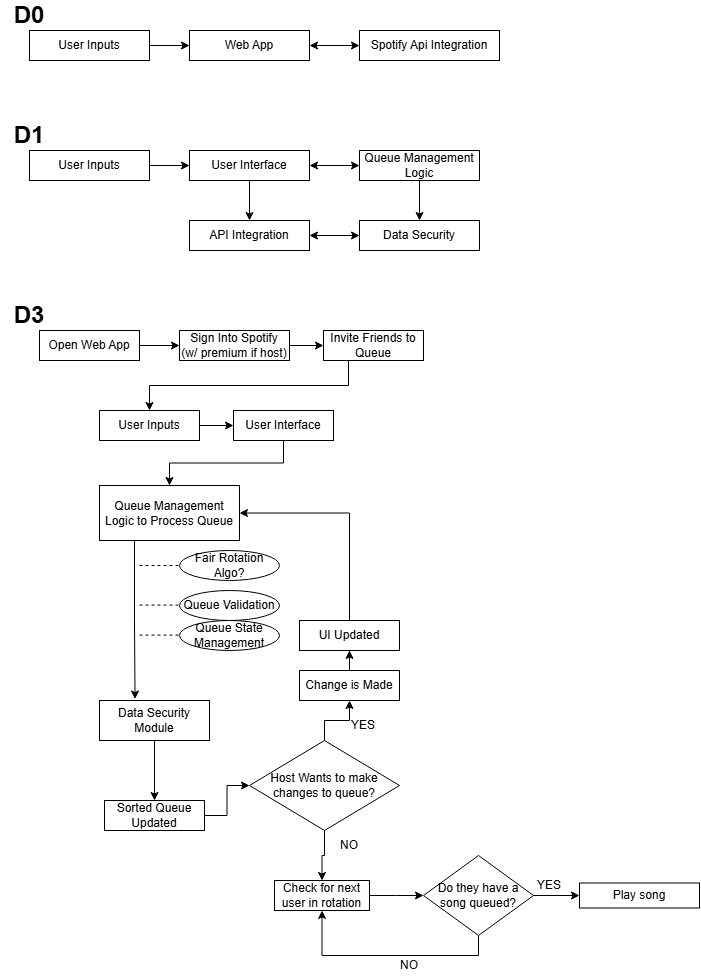 D0
User Inputs
Web App
Spotify Api Integration
D1
User Inputs
User Interface
Queue Management
Logic
API Integration
Data Security
D3
Open Web App
Sign Into Spotify
(w/ premium if host)
Invite Friends to
Queue
User Inputs
User Interface
Queue Management
Logic to Process Queue
Fair Rotation
Algo?
Queue Validation
Queue State
Management
UI Updated
Change is Made
YES
Data Security
Module
Host Wants to make
changes to queue?
Sorted Queue
Updated
NO
Check for next
user in rotation
Do they have a
song queued?
YES
Play song
NO